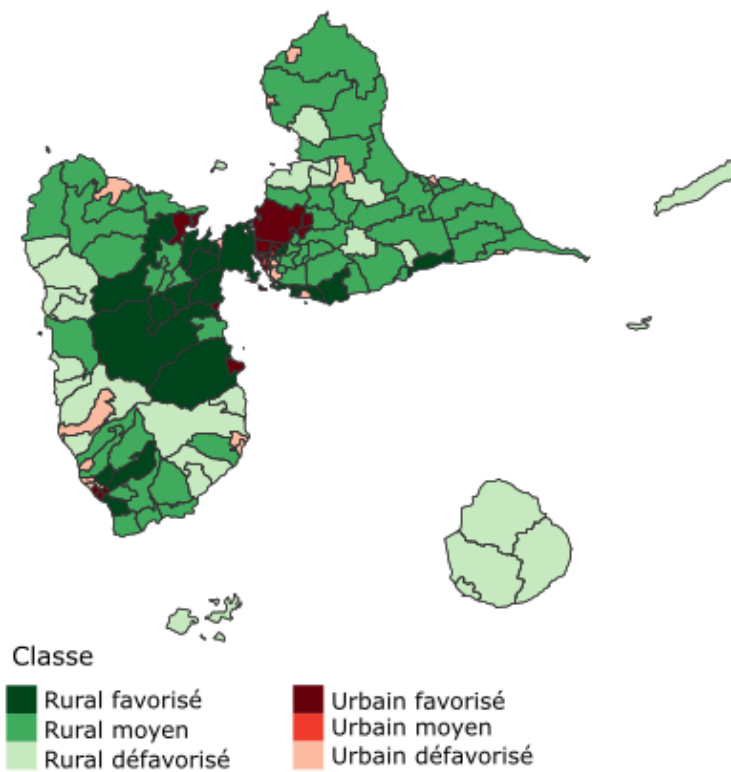 Classe
Rural favorisé
Rural moyen
Rural défavorisé
Urbain favorisé
Urbain moyen
Urbain défavorisé